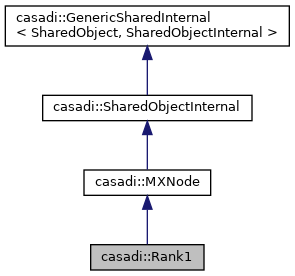 casadi::GenericSharedInternal
< SharedObject, SharedObjectInternal >
casadi::SharedObjectInternal
casadi::MXNode
casadi::Rank1